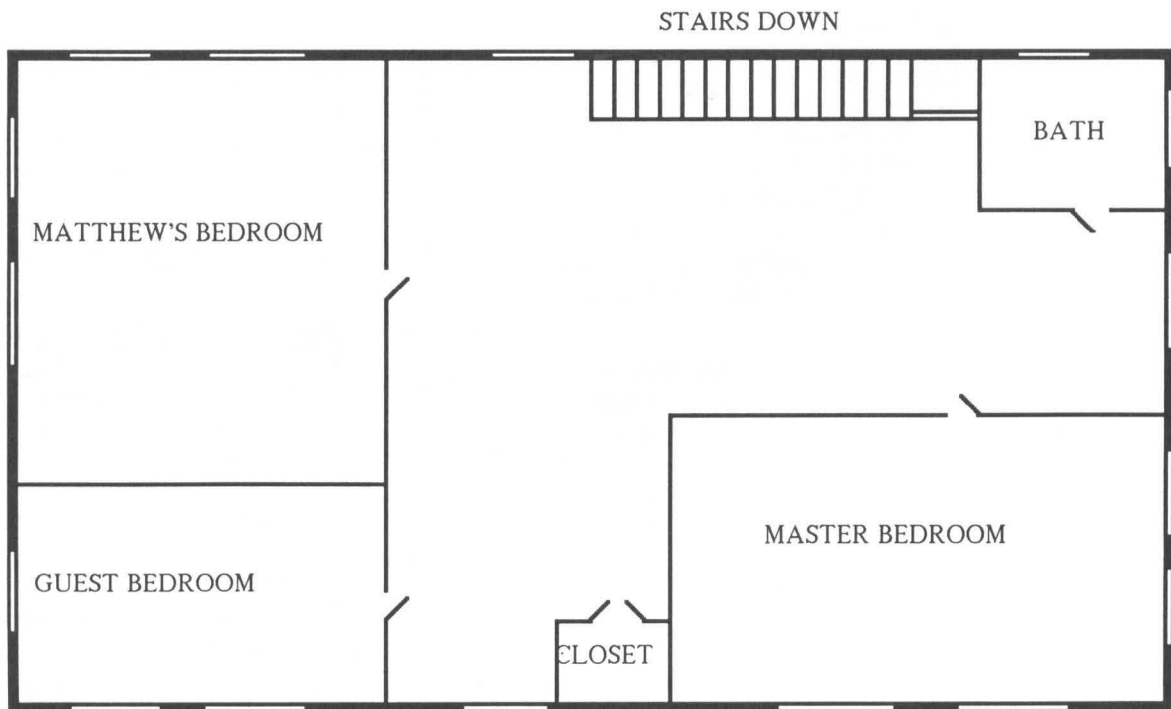 STAIRS DOWN
BATH
MATTHEW'S BEDROOM
MASTER BEDROOM
GUEST BEDROOM
CLOSET